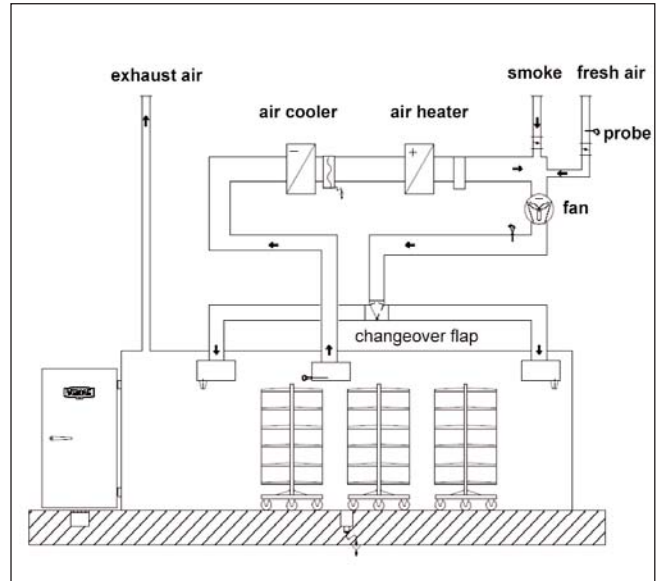 exhaust air
smoke fresh air
air cooler
air heater
probe
− +
fan
changeover flap